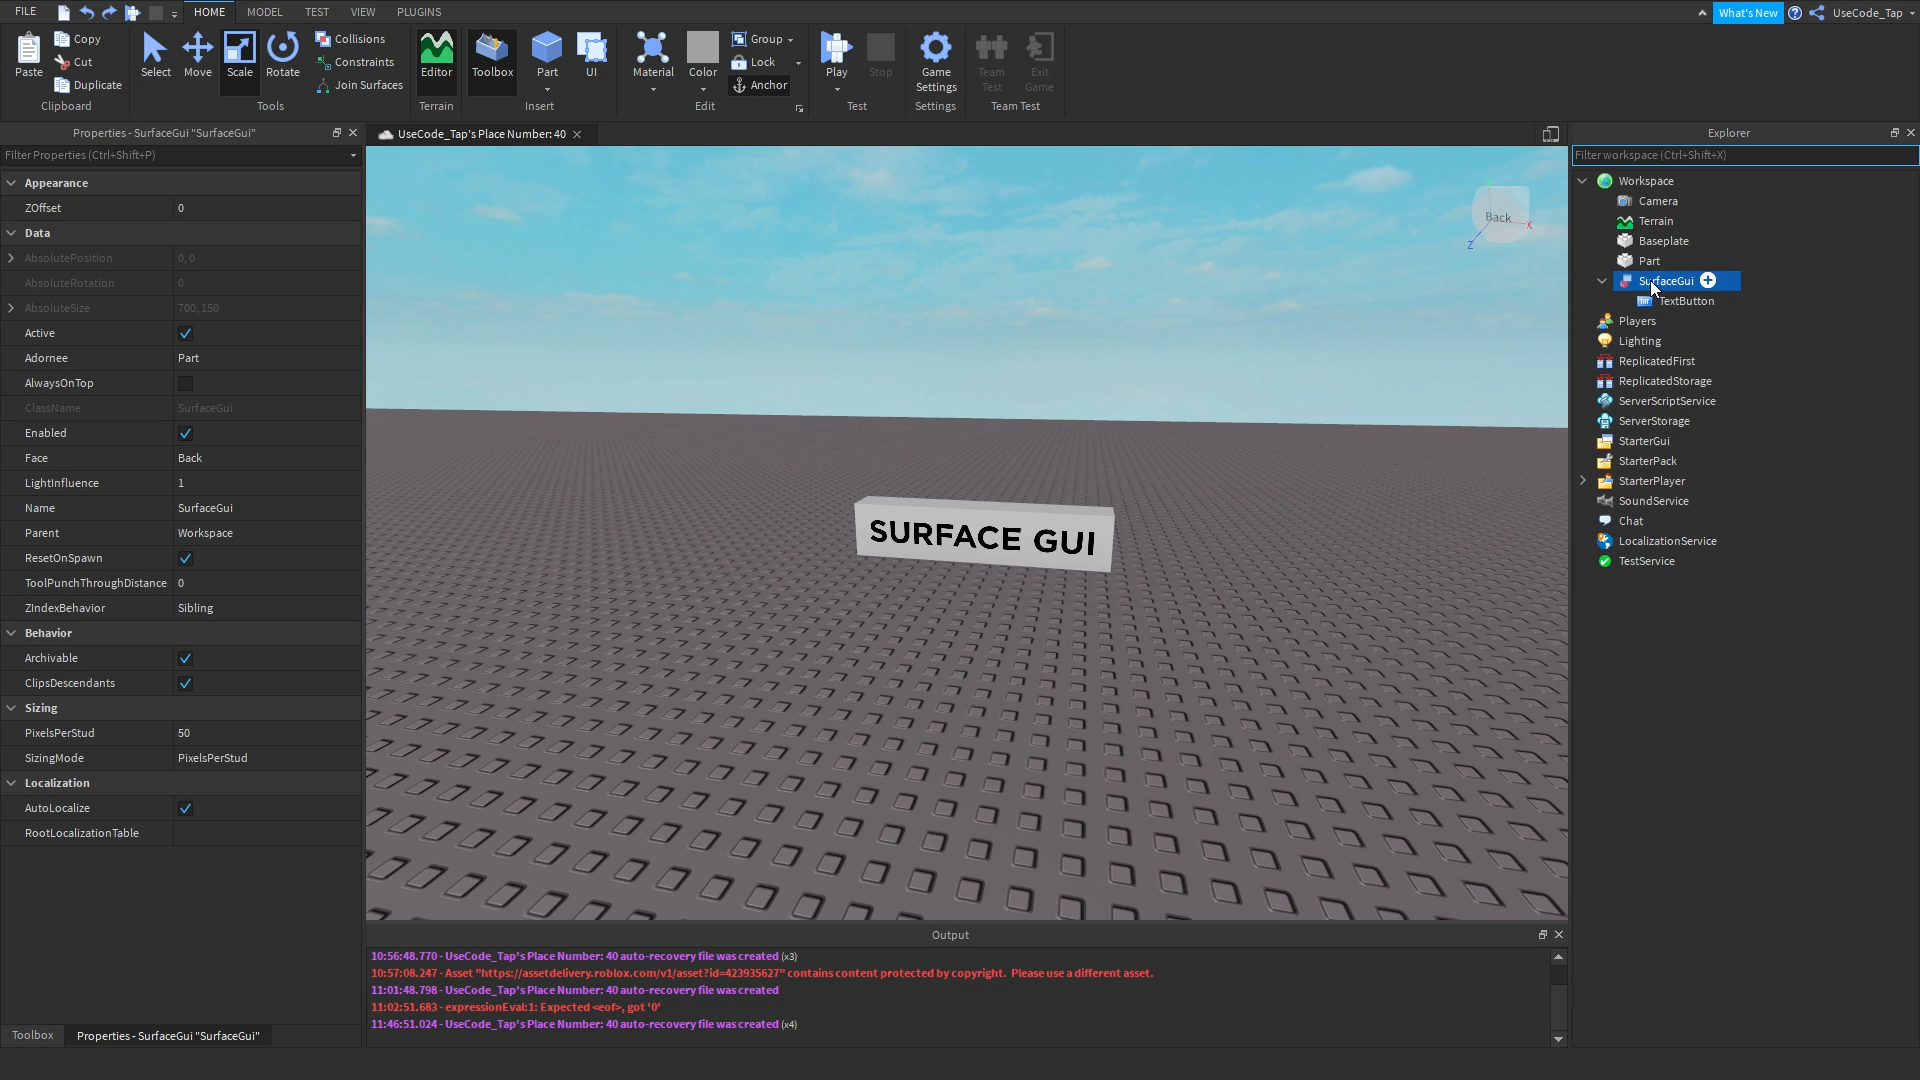 FILE
HOME
MODEL
TEST
VIEW
PLUGINS
What's New
UseCode_Tap
Paste
Copy
Cut
Duplicate
Clipboard
Select
Move
Scale
Rotate
Collisions
Constraints
Join Surfaces
Tools
Editor
Terrain
Toolbox
Part
UI
Insert
Material
Color
Group
Lock
Anchor
Edit
Play
Stop
Test
Game
Settings
Settings
Team
Test
Exit
Game
Team Test
Properties - SurfaceGui "SurfaceGui"
Filter Properties (Ctrl+Shift+P)
Appearance
ZOffset 0
Data
AbsolutePosition 0, 0
AbsoluteRotation 0
AbsoluteSize 700, 150
Active
Adornee Part
AlwaysOnTop
ClassName SurfaceGui
Enabled
Face Back
LightInfluence 1
Name SurfaceGui
Parent Workspace
ResetOnSpawn
ToolPunchThroughDistance 0
ZIndexBehavior Sibling
Behavior
Archivable
ClipsDescendants
Sizing
PixelsPerStud 50
SizingMode PixelsPerStud
Localization
AutoLocalize
RootLocalizationTable
Toolbox
Properties - SurfaceGui "SurfaceGui"
UseCode_Tap's Place Number: 40
Back
X
Z
SURFACE GUI
Output
10:56:48.770 - UseCode_Tap's Place Number: 40 auto-recovery file was created (x3)
10:57:08.247 - Asset "https://assetdelivery.roblox.com/v1/asset?id=423935627" contains content protected by copyright. Please use a different asset.
11:01:48.798 - UseCode_Tap's Place Number: 40 auto-recovery file was created
11:02:51.683 - expressionEval:1: Expected <eof>, got '0'
11:46:51.024 - UseCode_Tap's Place Number: 40 auto-recovery file was created (x4)
Explorer
Filter workspace (Ctrl+Shift+X)
Workspace
Camera
Terrain
Baseplate
Part
SurfaceGui
TextButton
Players
Lighting
ReplicatedFirst
ReplicatedStorage
ServerScriptService
ServerStorage
StarterGui
StarterPack
StarterPlayer
SoundService
Chat
LocalizationService
TestService